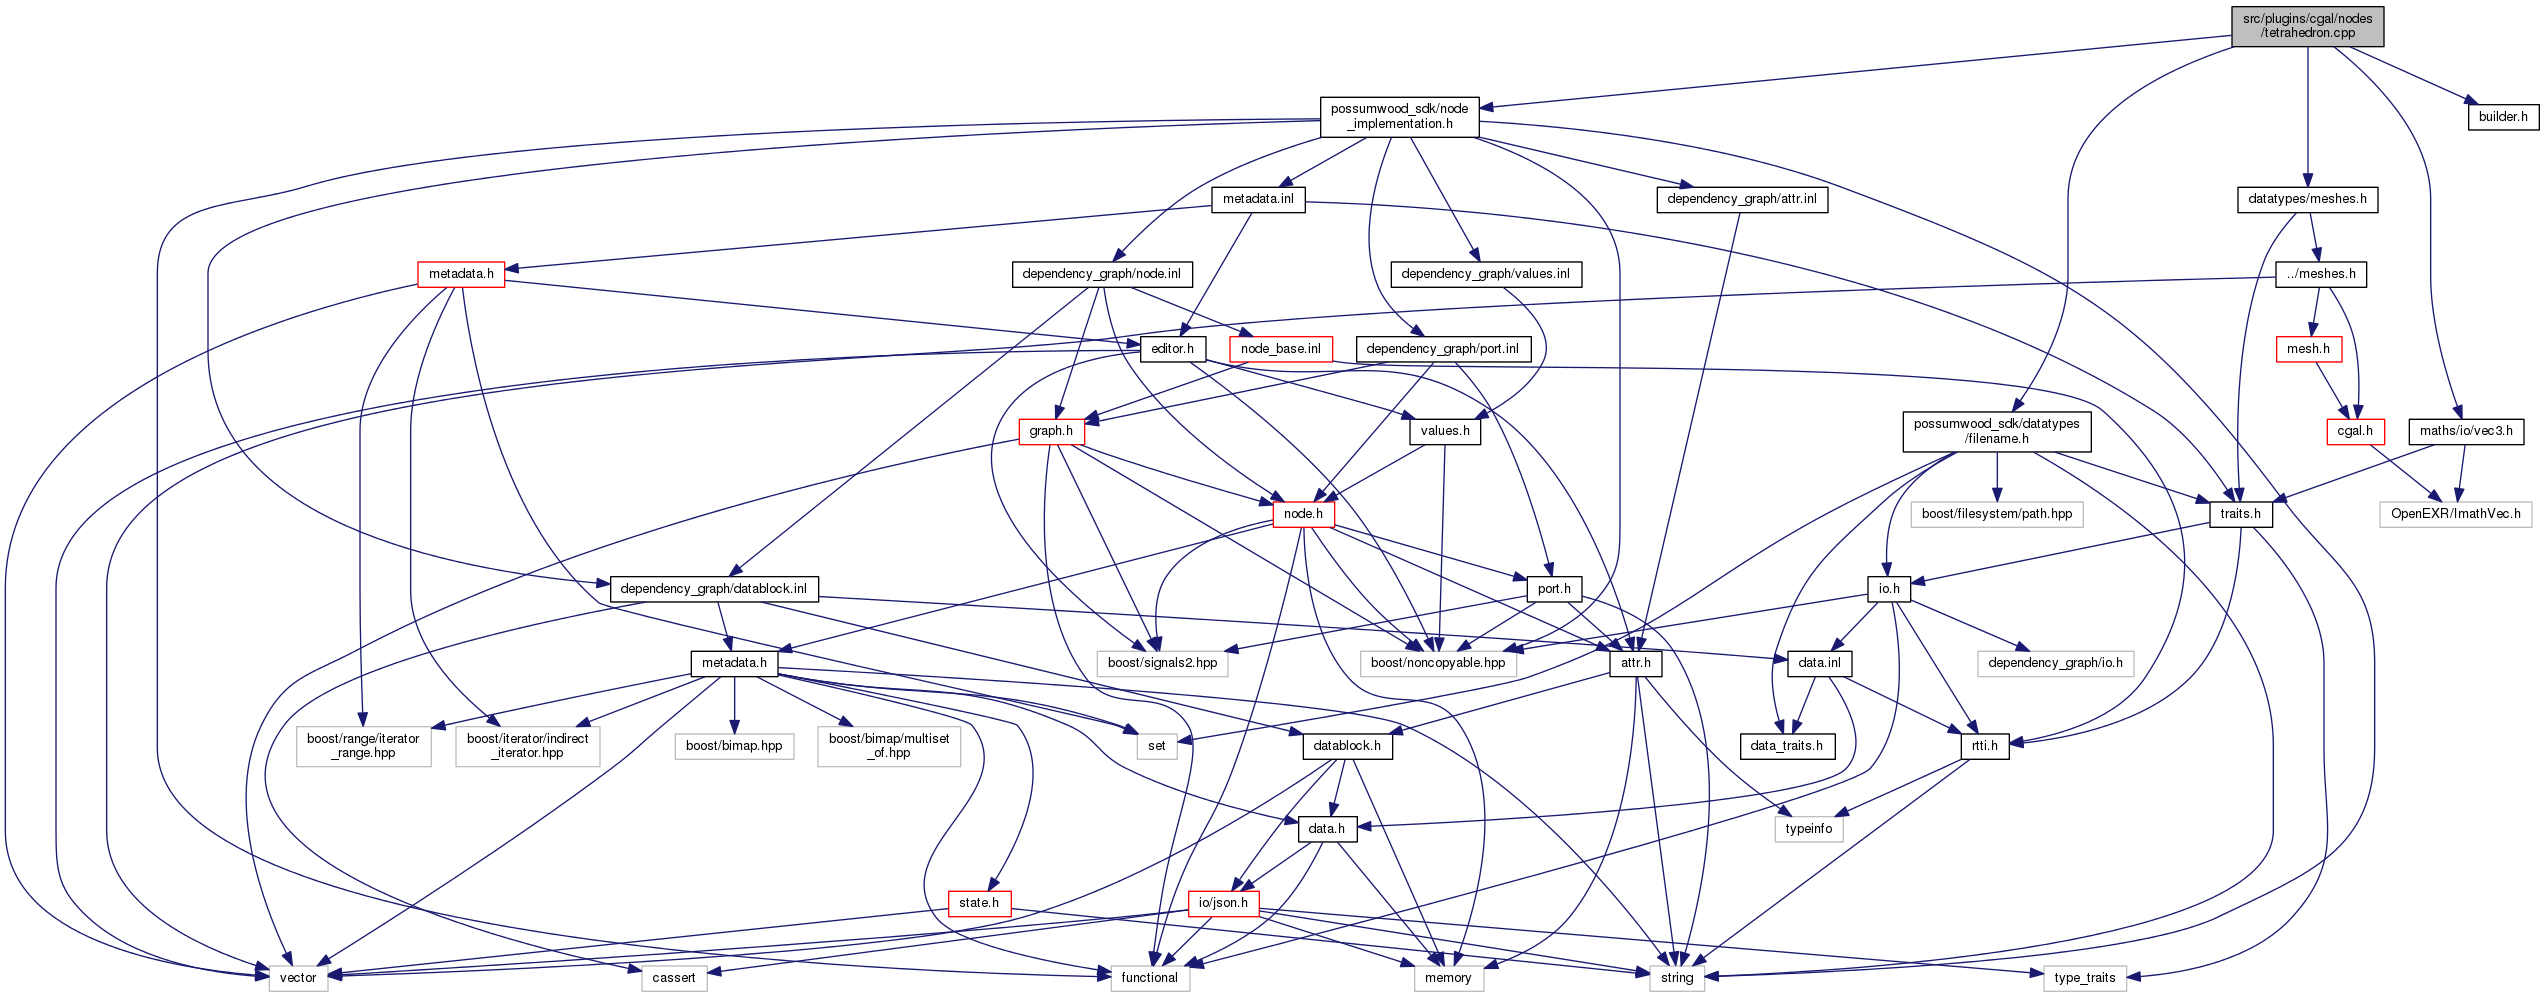 src/plugins/cgal/nodes
/tetrahedron.cpp
possumwood_sdk/node
_implementation.h
builder.h
metadata.inl
dependency_graph/attr.inl
datatypes/meshes.h
metadata.h
dependency_graph/node.inl
dependency_graph/values.inl
../meshes.h
editor.h
node_base.inl
dependency_graph/port.inl
mesh.h
graph.h
values.h
possumwood_sdk/datatypes
/filename.h
cgal.h
maths/io/vec3.h
node.h
boost/filesystem/path.hpp
traits.h
OpenEXR/ImathVec.h
dependency_graph/datablock.inl
port.h
io.h
metadata.h
boost/signals2.hpp
boost/noncopyable.hpp
attr.h
data.inl
dependency_graph/io.h
boost/range/iterator
_range.hpp
boost/iterator/indirect
_iterator.hpp
boost/bimap.hpp
boost/bimap/multiset
_of.hpp
set
datablock.h
data_traits.h
rtti.h
data.h
typeinfo
state.h
io/json.h
vector
cassert
functional
memory
string
type_traits